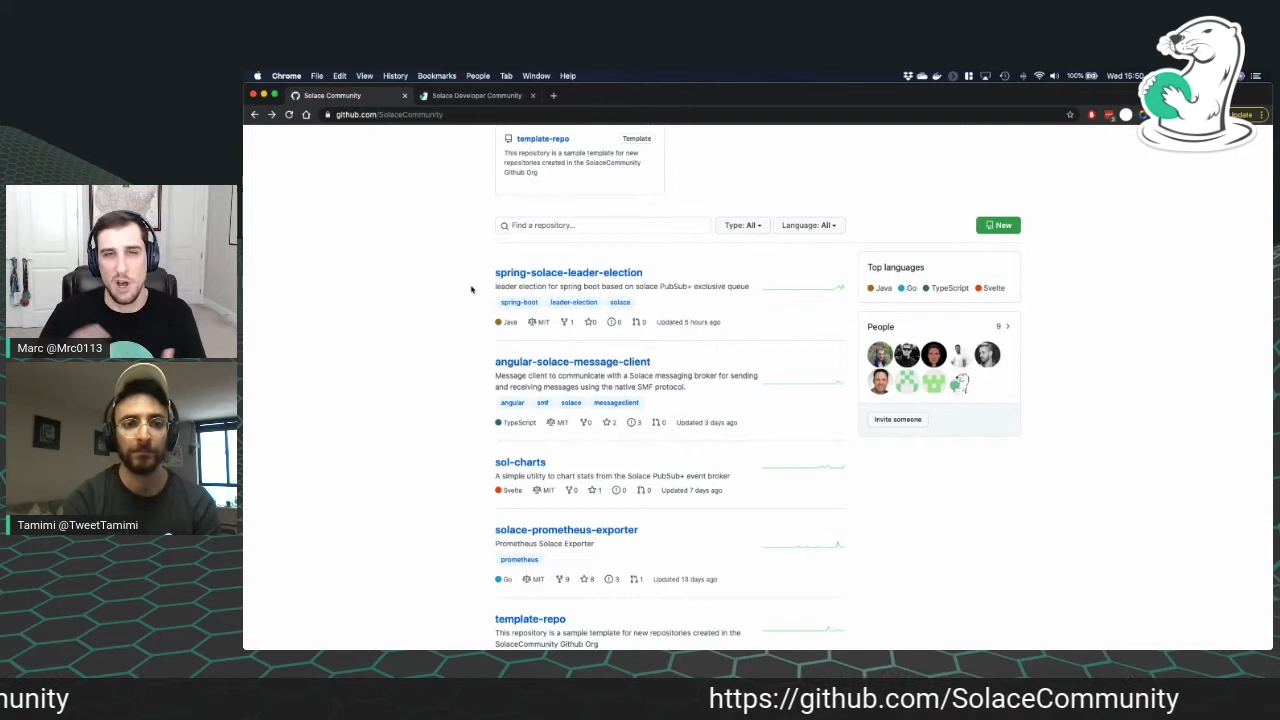 Chrome File Edit View History Bookmarks People Tab Window Help
100%
Wed 15:50
Solace Community
Solace Developer Community
github.com/SolaceCommunity
Update
template-repo
Template
This repository is a sample template for new
repositories created in the SolaceCommunity
Github Org
Find a repository...
Type: All
Language: All
New
spring-solace-leader-election
leader election for spring boot based on solace PubSub+ exclusive queue
spring-boot leader-election solace
Java MIT 1 0 0 0 Updated 5 hours ago
angular-solace-message-client
Message client to communicate with a Solace messaging broker for sending
and receiving messages using the native SMF protocol.
angular smf solace messageclient
TypeScript MIT 0 2 3 0 Updated 3 days ago
sol-charts
A simple utility to chart stats from the Solace PubSub+ event broker
Svelte MIT 0 1 0 0 Updated 7 days ago
solace-prometheus-exporter
Prometheus Solace Exporter
prometheus
Go MIT 9 8 3 1 Updated 13 days ago
template-repo
This repository is a sample template for new repositories created in the
SolaceCommunity Github Org
Top languages
Java Go TypeScript Svelte
People 9
Invite someone
Marc @Mrc0113
Tamimi @TweetTamimi
munity
https://github.com/SolaceCommunity